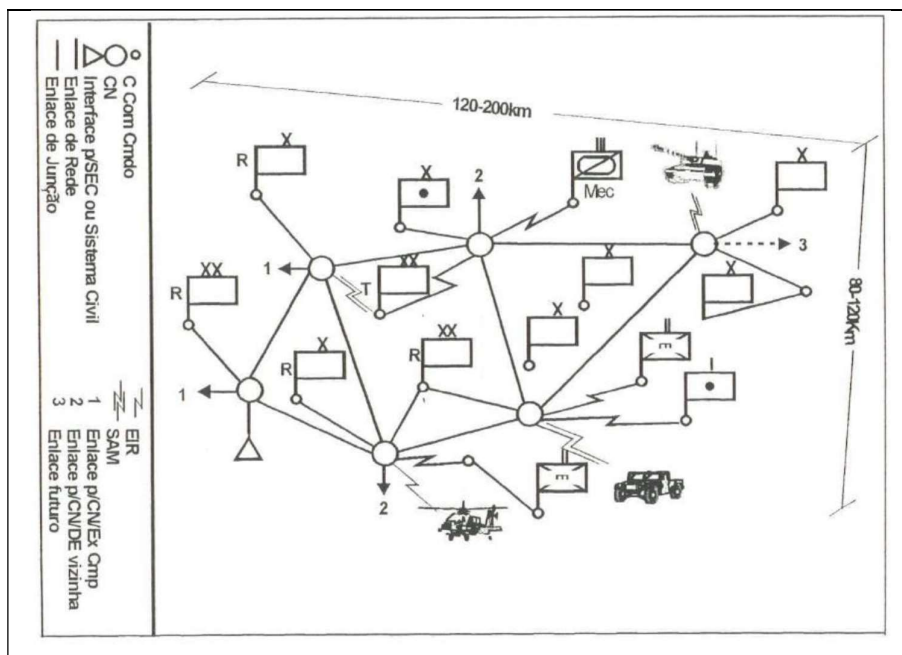 120-200km
80-120Km
X
R
X
X
2
Mec
X
XX
R
1
XX
T
X
X
3
X
X
R
XX
R
E
I
1
2
E
C Com Cmdo
CN
Interface p/SEC ou Sistema Civil
Enlace de Rede
Enlace de Junção
EIR
SAM
1 Enlace p/CN/Ex Cmp
2 Enlace p/CN/DE vizinha
3 Enlace futuro